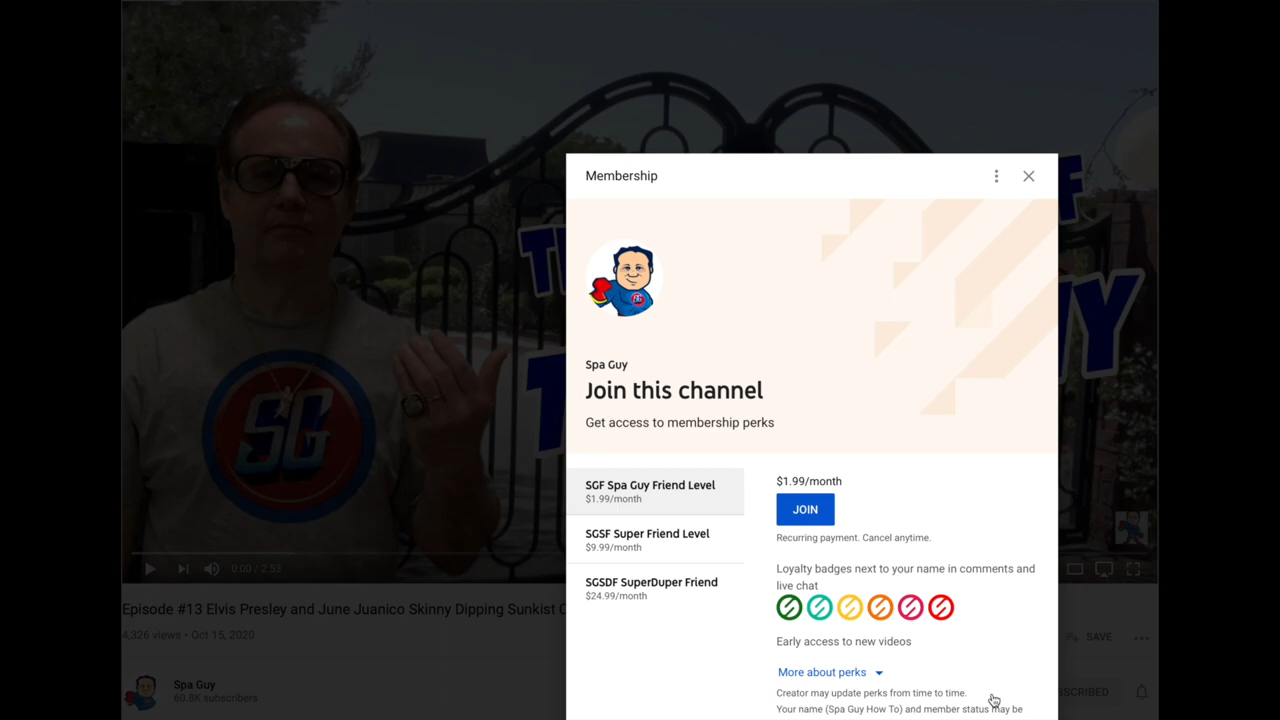 Membership
Spa Guy
Join this channel
Get access to membership perks
SGF Spa Guy Friend Level
$1.99/month
SGSF Super Friend Level
$9.99/month
SGSDF SuperDuper Friend
$24.99/month
$1.99/month
JOIN
Recurring payment. Cancel anytime.
Loyalty badges next to your name in comments and
live chat
Early access to new videos
More about perks
Creator may update perks from time to time.
Your name (Spa Guy How To) and member status may be
SG
0:00 / 2:53
Episode #13 Elvis Presley and June Juanico Skinny Dipping Sunkist
4,326 views • Oct 15, 2020
SAVE
Spa Guy
60.8K subscribers